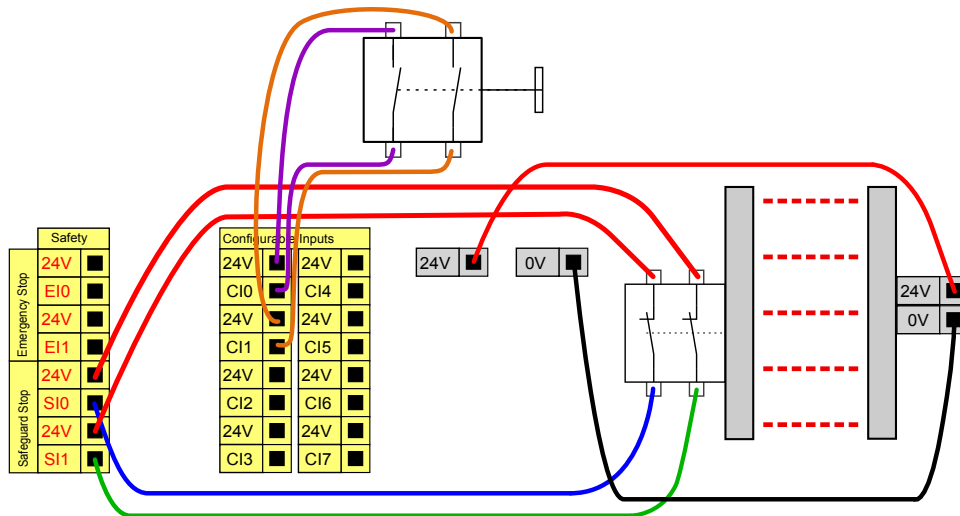 Safety
Emergency Stop
24V
EI0
24V
EI1
Safeguard Stop
24V
SI0
24V
SI1
Configurable Inputs
24V 24V
CI0 CI4
24V 24V
CI1 CI5
24V 24V
CI2 CI6
24V 24V
CI3 CI7
24V
0V
24V
0V